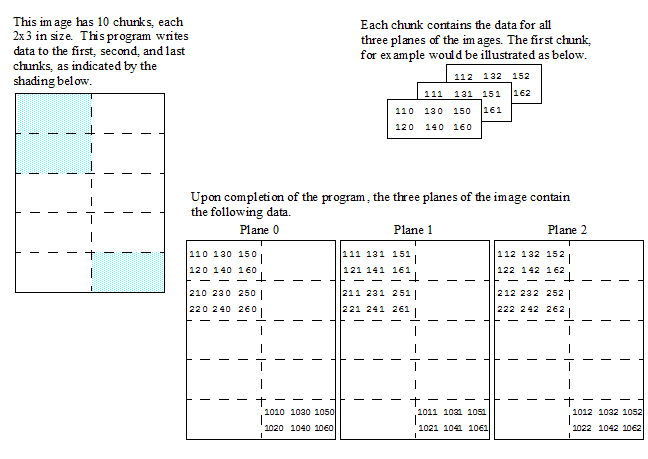 This image has 10 chunks, each
2x3 in size. This program writes
data to the first, second, and last
chunks, as indicated by the
shading below.
Each chunk contains the data for all
three planes of the images. The first chunk,
for example would be illustrated as below.
112 132 152
111 131 151 162
110 130 150 161
120 140 160
Upon completion of the program, the three planes of the image contain
the following data.
Plane 0 Plane 1 Plane 2
110 130 150 111 131 151 112 132 152
120 140 160 121 141 161 122 142 162
210 230 250 211 231 251 212 232 252
220 240 260 221 241 261 222 242 262
1010 1030 1050 1011 1031 1051 1012 1032 1052
1020 1040 1060 1021 1041 1061 1022 1042 1062